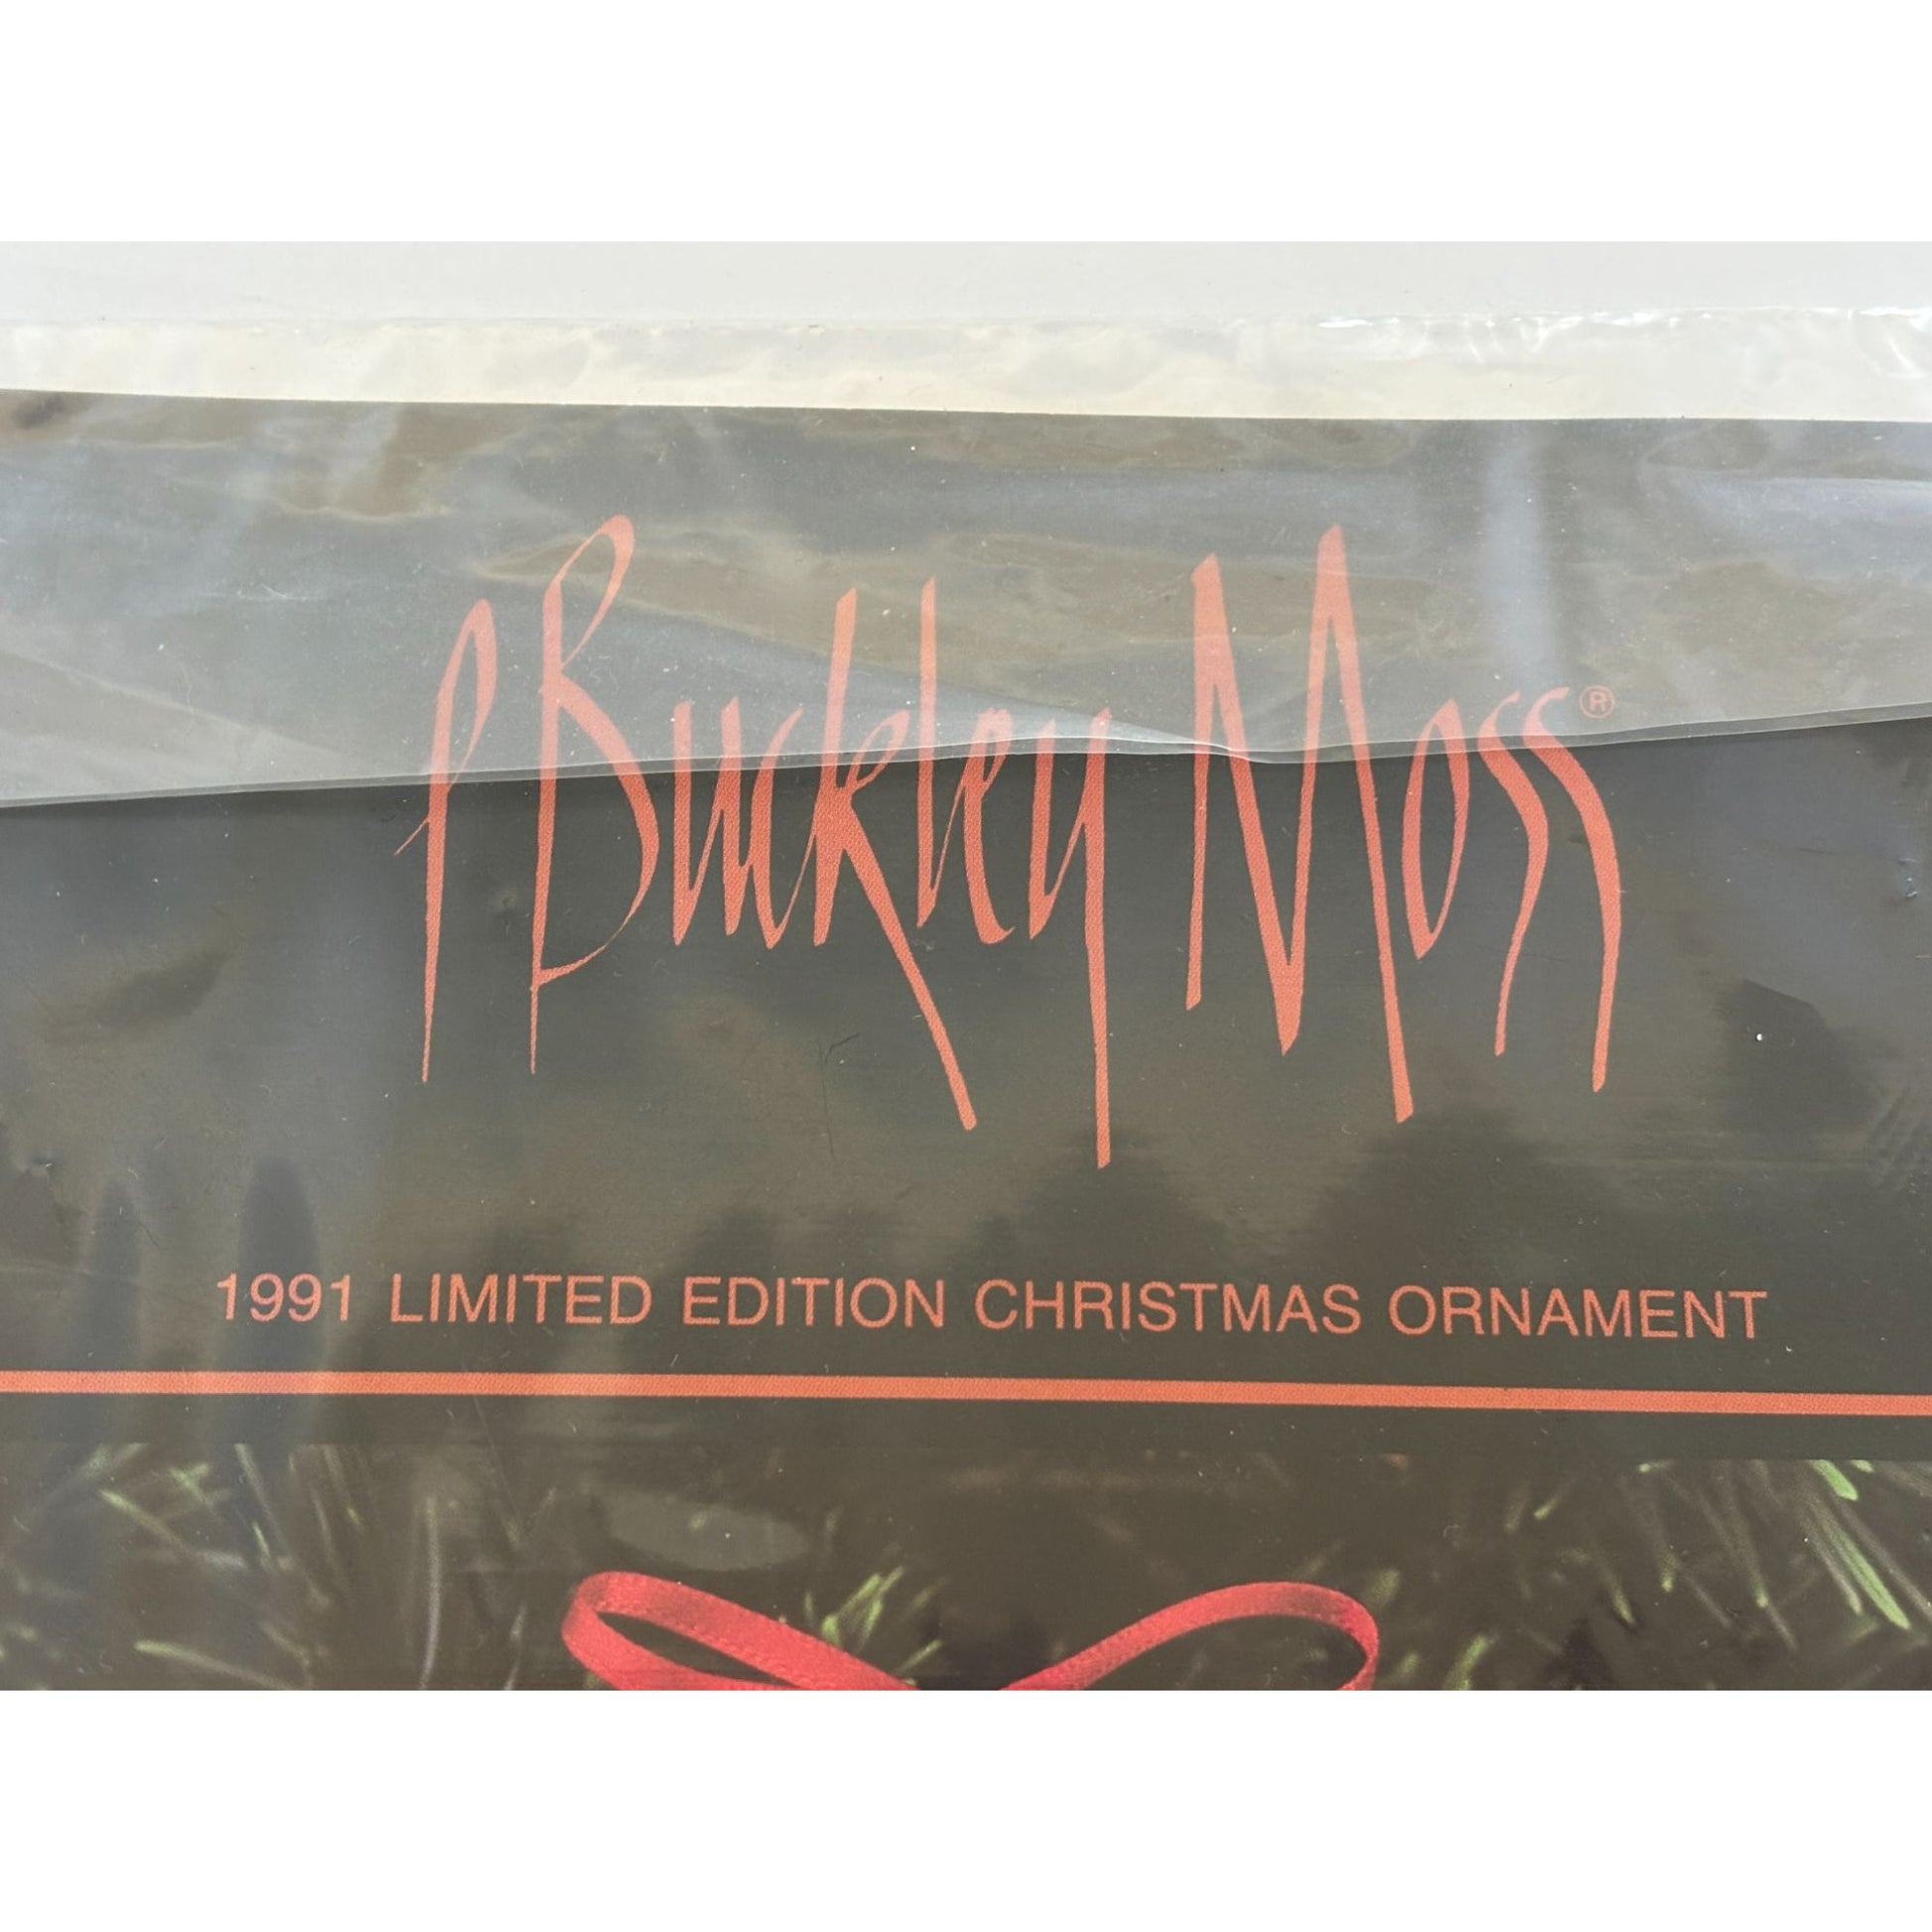 P Buckley Moss®
1991 LIMITED EDITION CHRISTMAS ORNAMENT